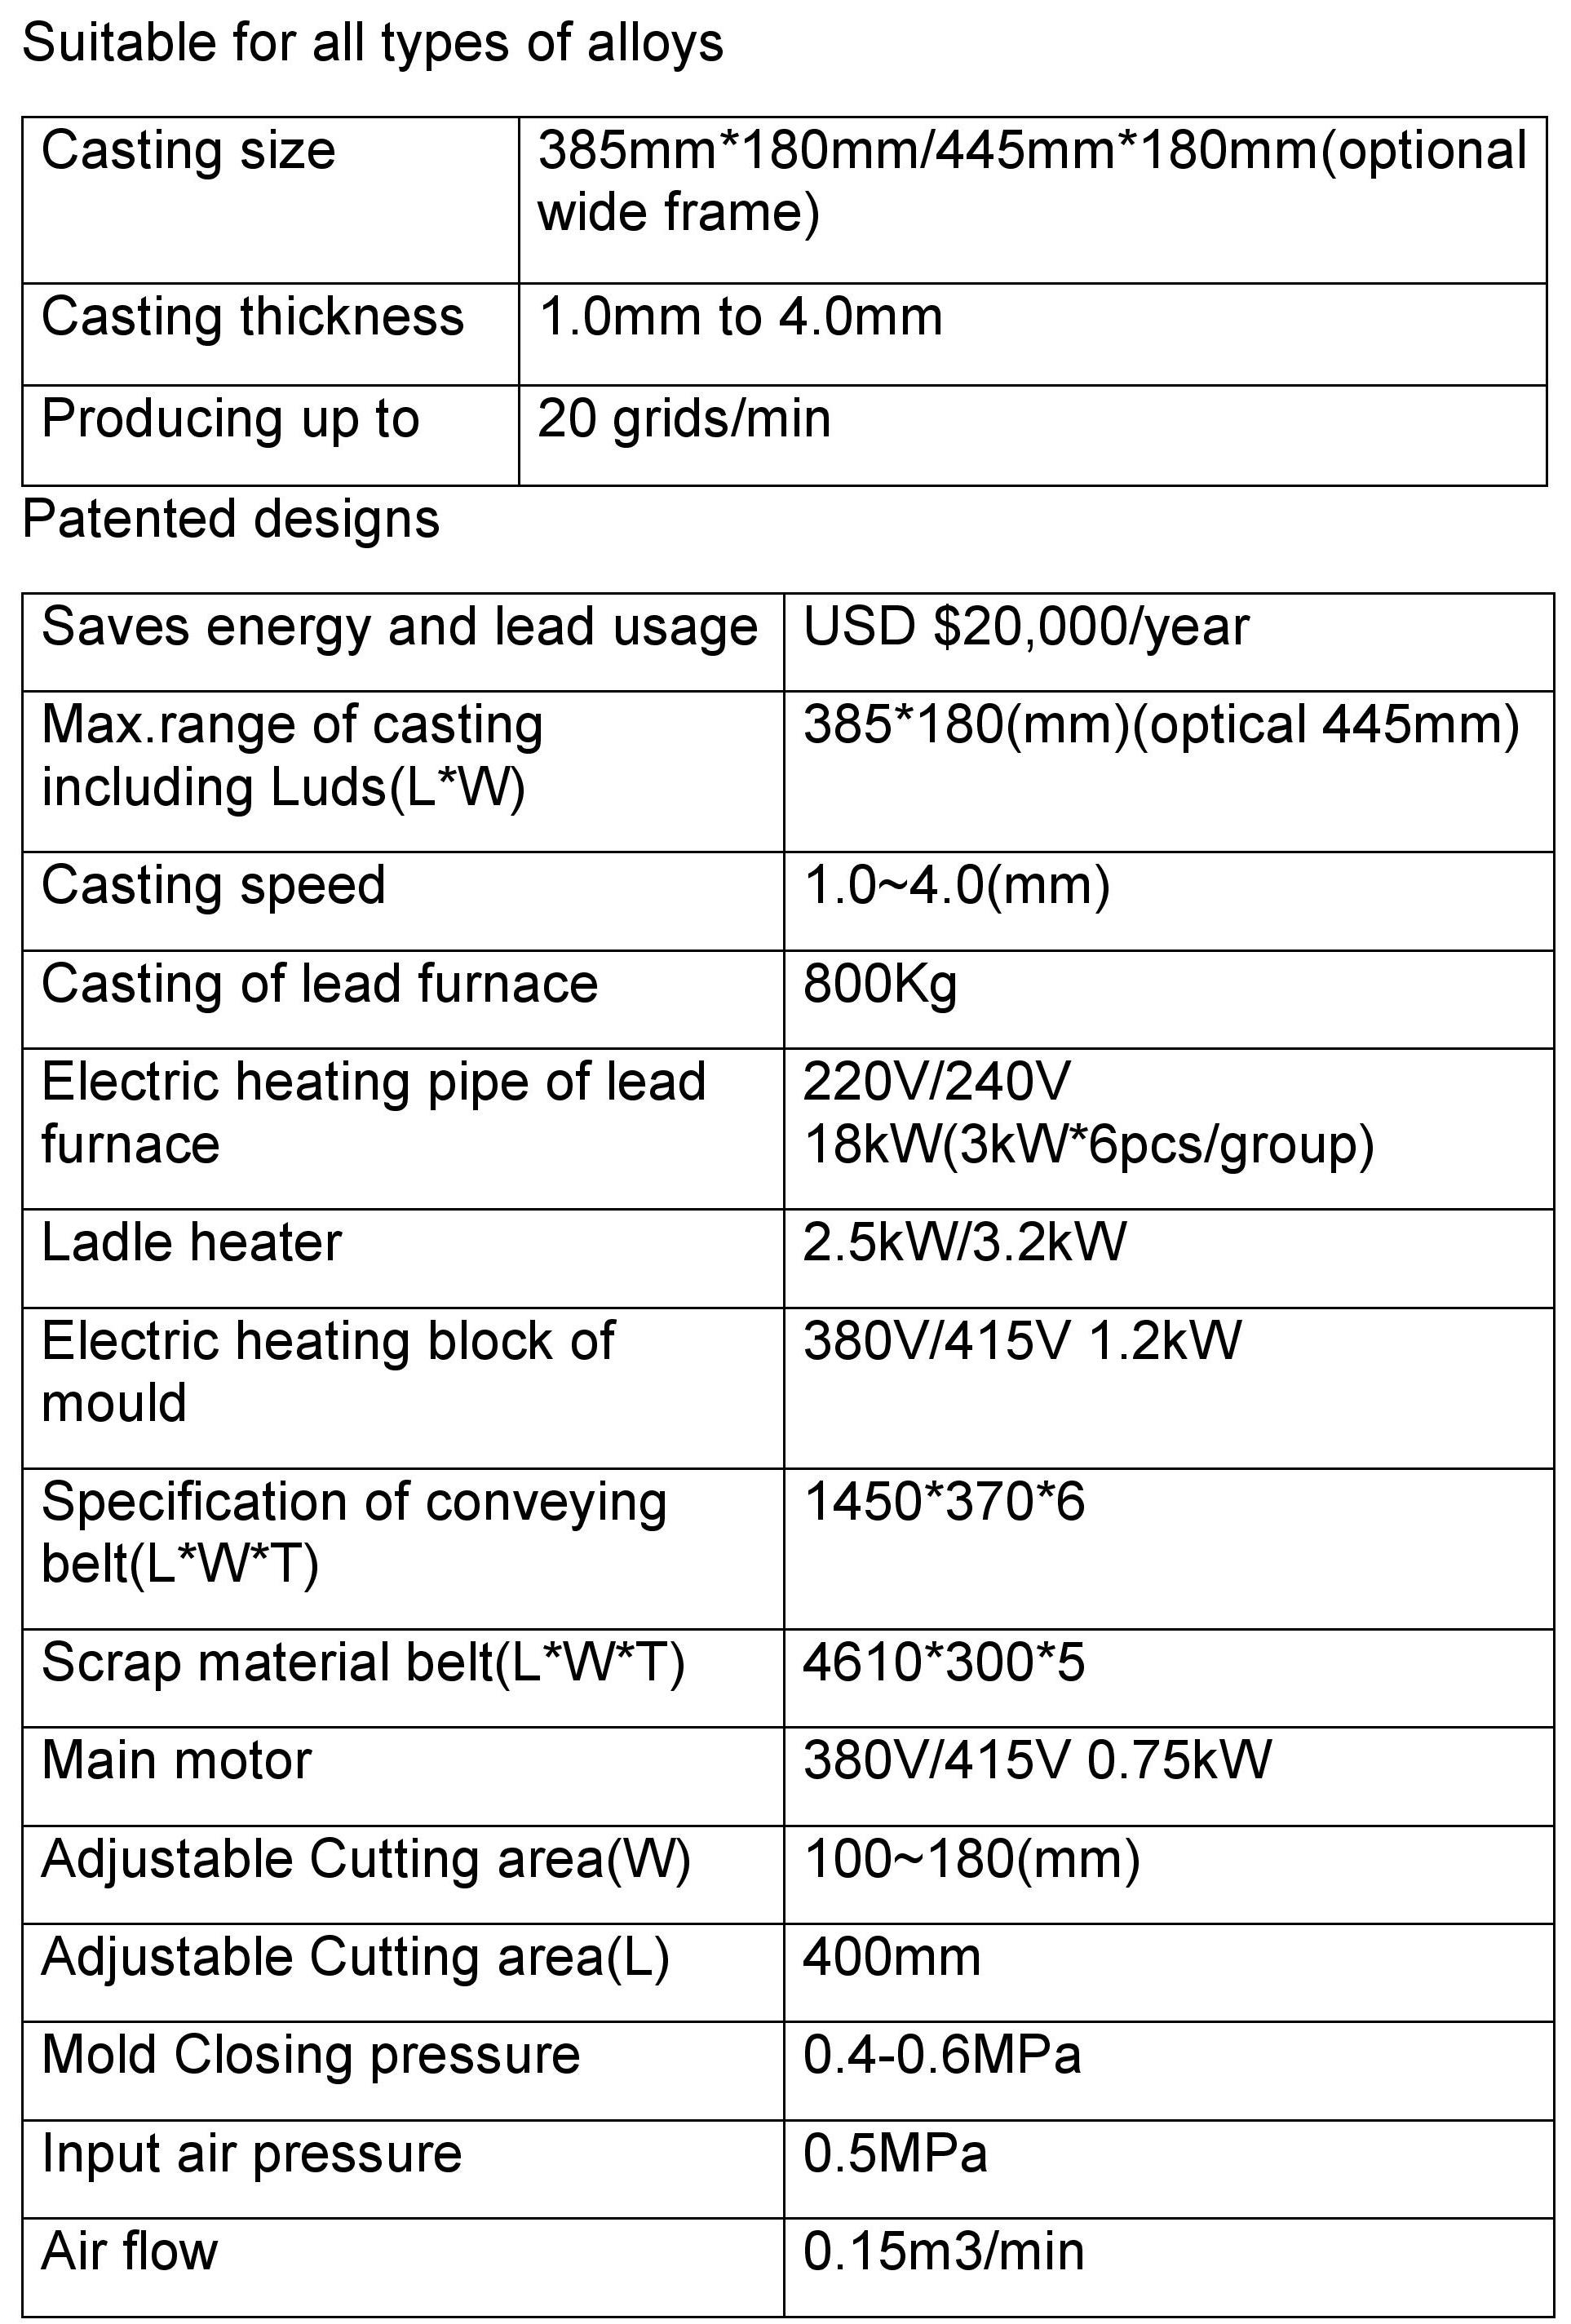 Suitable for all types of alloys
Casting size
385mm*180mm/445mm*180mm(optional
wide frame)
Casting thickness
1.0mm to 4.0mm
Producing up to
20 grids/min
Patented designs
Saves energy and lead usage
USD $20,000/year
Max.range of casting
including Luds(L*W)
385*180(mm)(optical 445mm)
Casting speed
1.0~4.0(mm)
Casting of lead furnace
800Kg
Electric heating pipe of lead
furnace
220V/240V
18kW(3kW*6pcs/group)
Ladle heater
2.5kW/3.2kW
Electric heating block of
mould
380V/415V 1.2kW
Specification of conveying
belt(L*W*T)
1450*370*6
Scrap material belt(L*W*T)
4610*300*5
Main motor
380V/415V 0.75kW
Adjustable Cutting area(W)
100~180(mm)
Adjustable Cutting area(L)
400mm
Mold Closing pressure
0.4-0.6MPa
Input air pressure
0.5MPa
Air flow
0.15m3/min